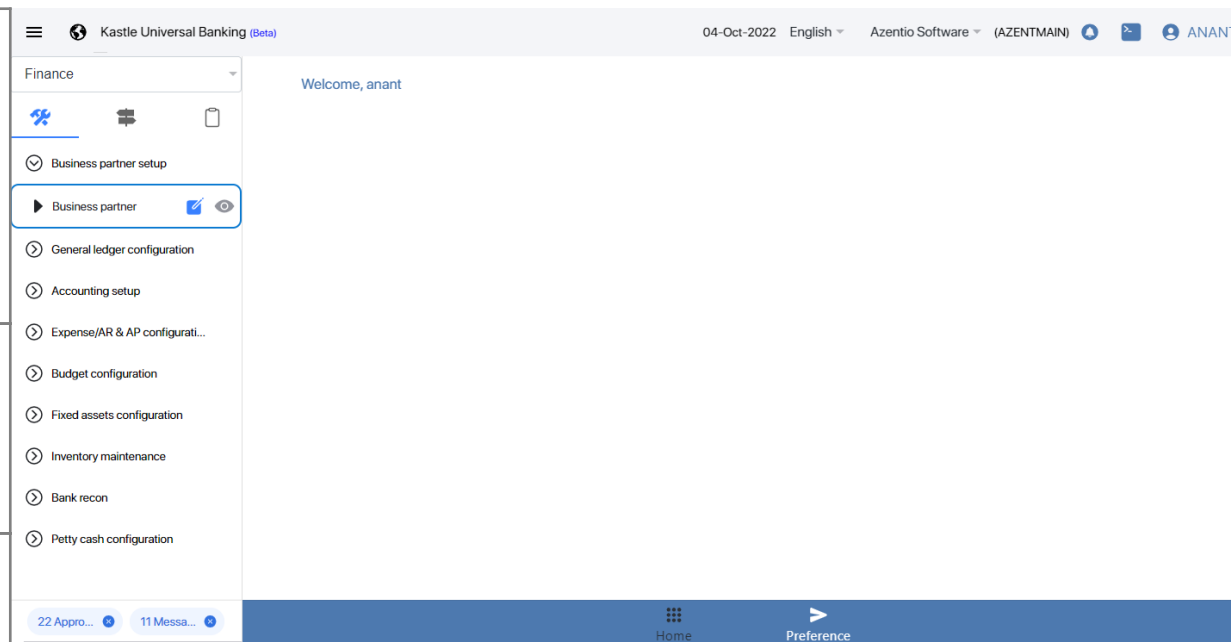 Kastle Universal Banking (Beta)
04-Oct-2022 English Azentio Software (AZENTMAIN) ANANT
Finance
Welcome, anant
Business partner setup
Business partner
General ledger configuration
Accounting setup
Expense/AR & AP configurati...
Budget configuration
Fixed assets configuration
Inventory maintenance
Bank recon
Petty cash configuration
22 Appro... 11 Messa...
Home Preference